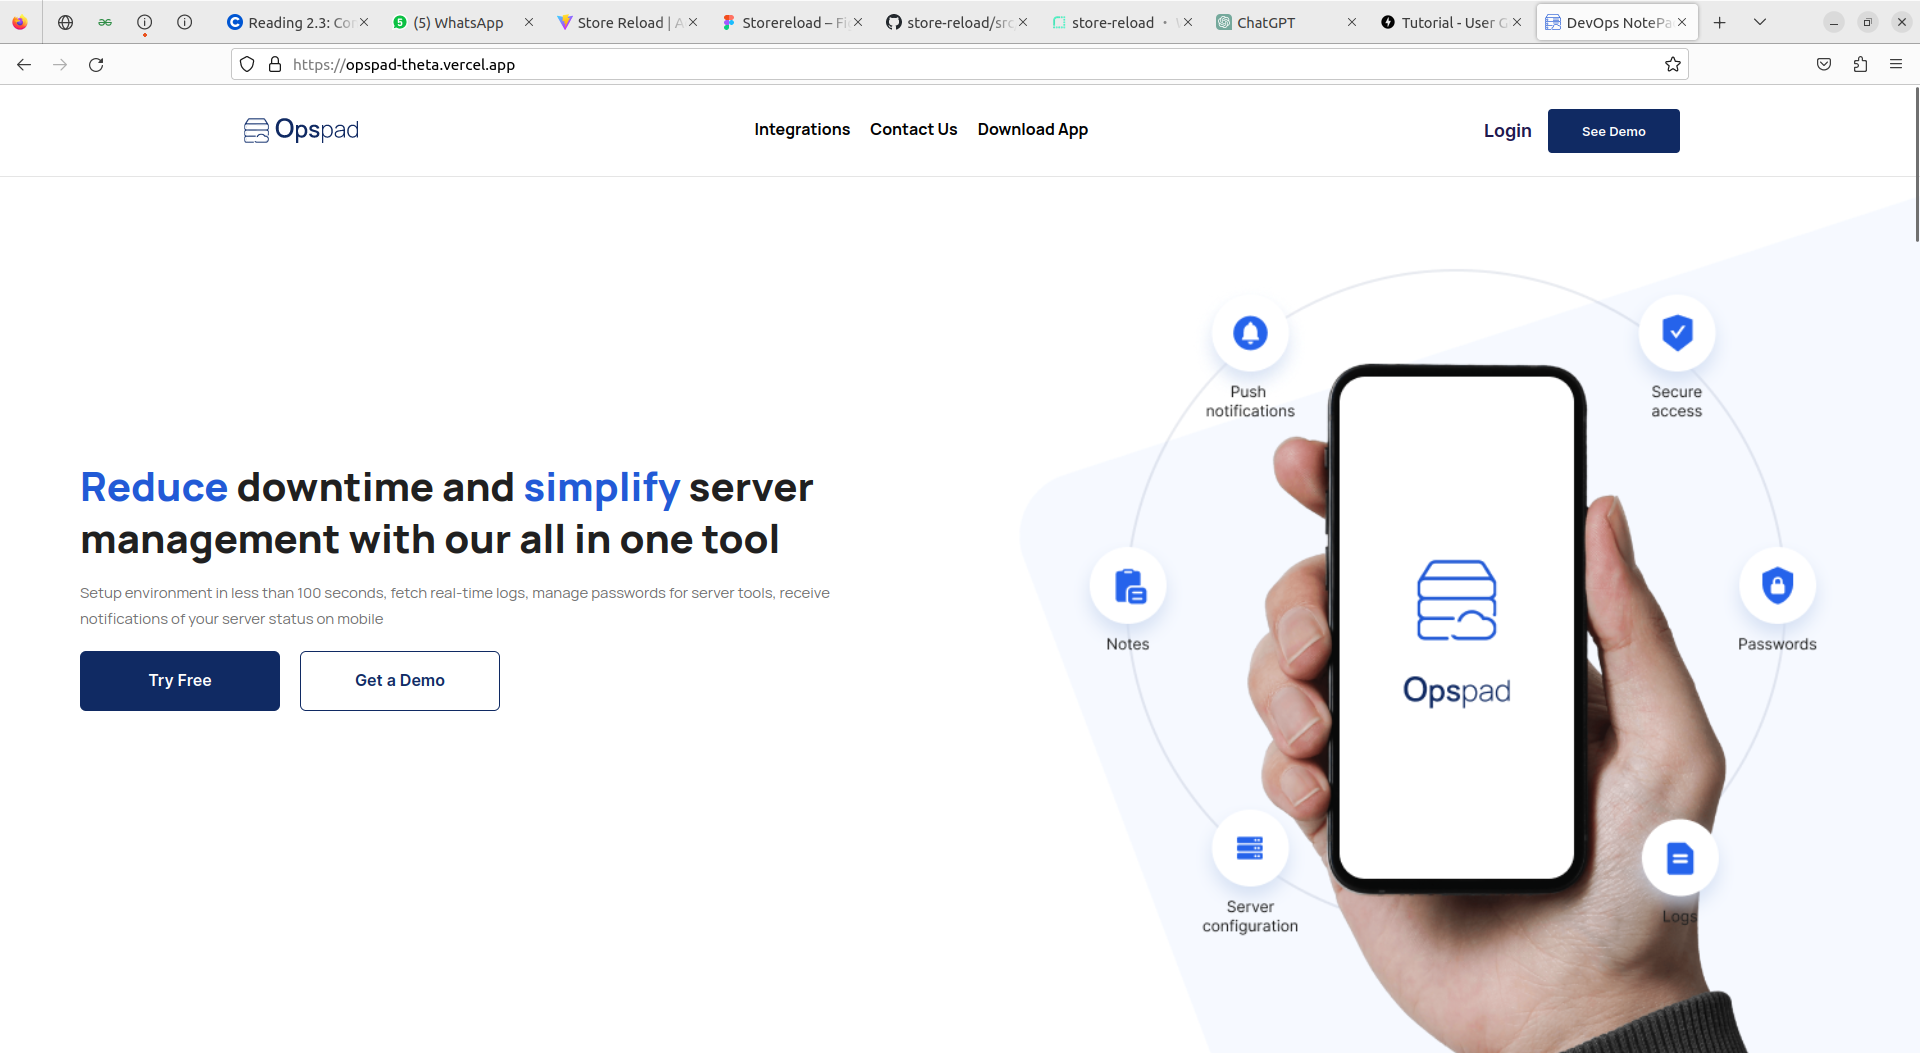 Reading 2.3: Co
(5) WhatsApp
Store Reload | A
Storereload – Fi
store-reload/src
store-reload •
ChatGPT
Tutorial - User G
DevOps NotePa
https://opspad-theta.vercel.app
Opspad
Integrations
Contact Us
Download App
Login
See Demo
Reduce downtime and simplify server
management with our all in one tool
Setup environment in less than 100 seconds, fetch real-time logs, manage passwords for server tools, receive
notifications of your server status on mobile
Try Free
Get a Demo
Push
notifications
Secure
access
Notes
Passwords
Opspad
Server
configuration
Logs